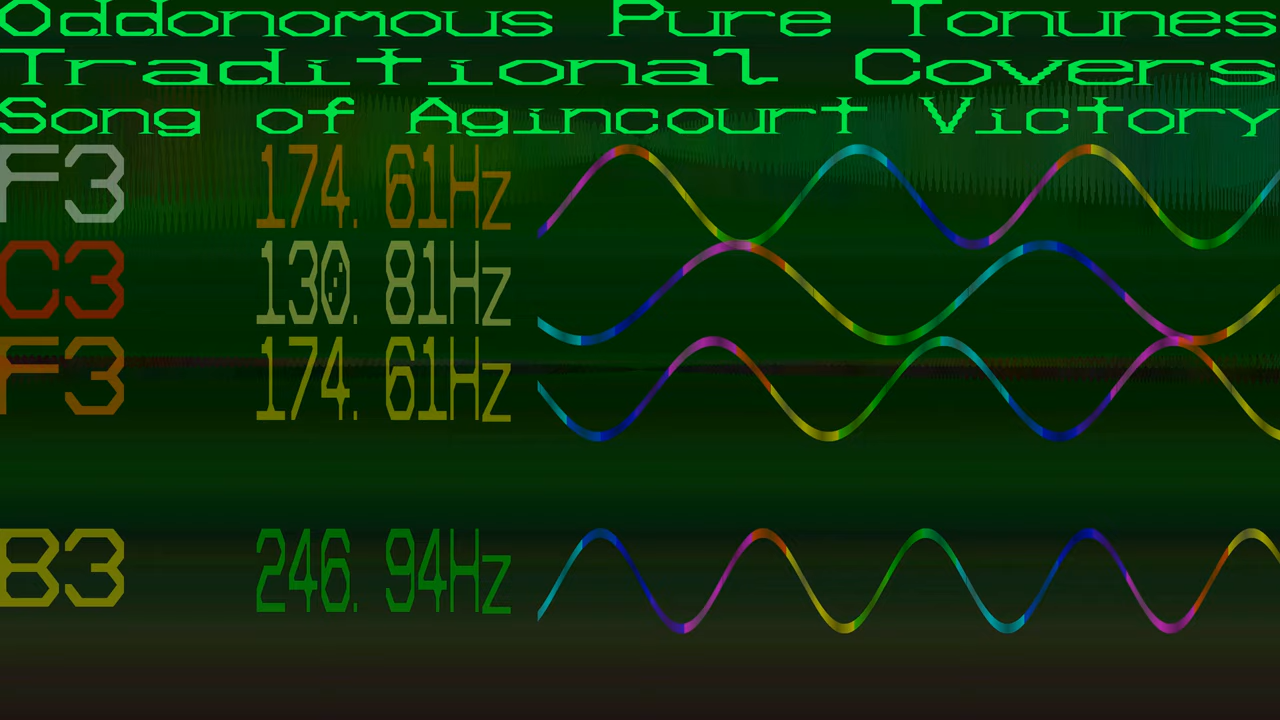 Oddonomous Pure Tonunes
Traditional Covers
Song of Agincourt Victory
F3 174.61Hz
C3 130.81Hz
F3 174.61Hz
B3 246.94Hz